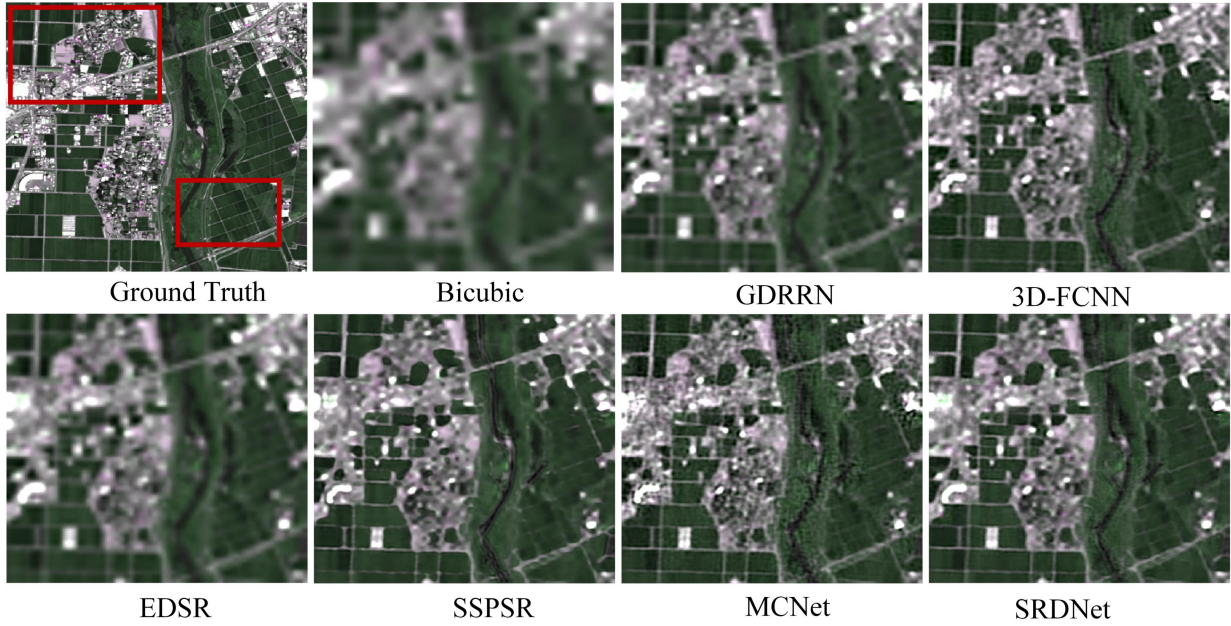 Ground Truth
Bicubic
GDRRN
3D-FCNN
EDSR
SSPSR
MCNet
SRDNet